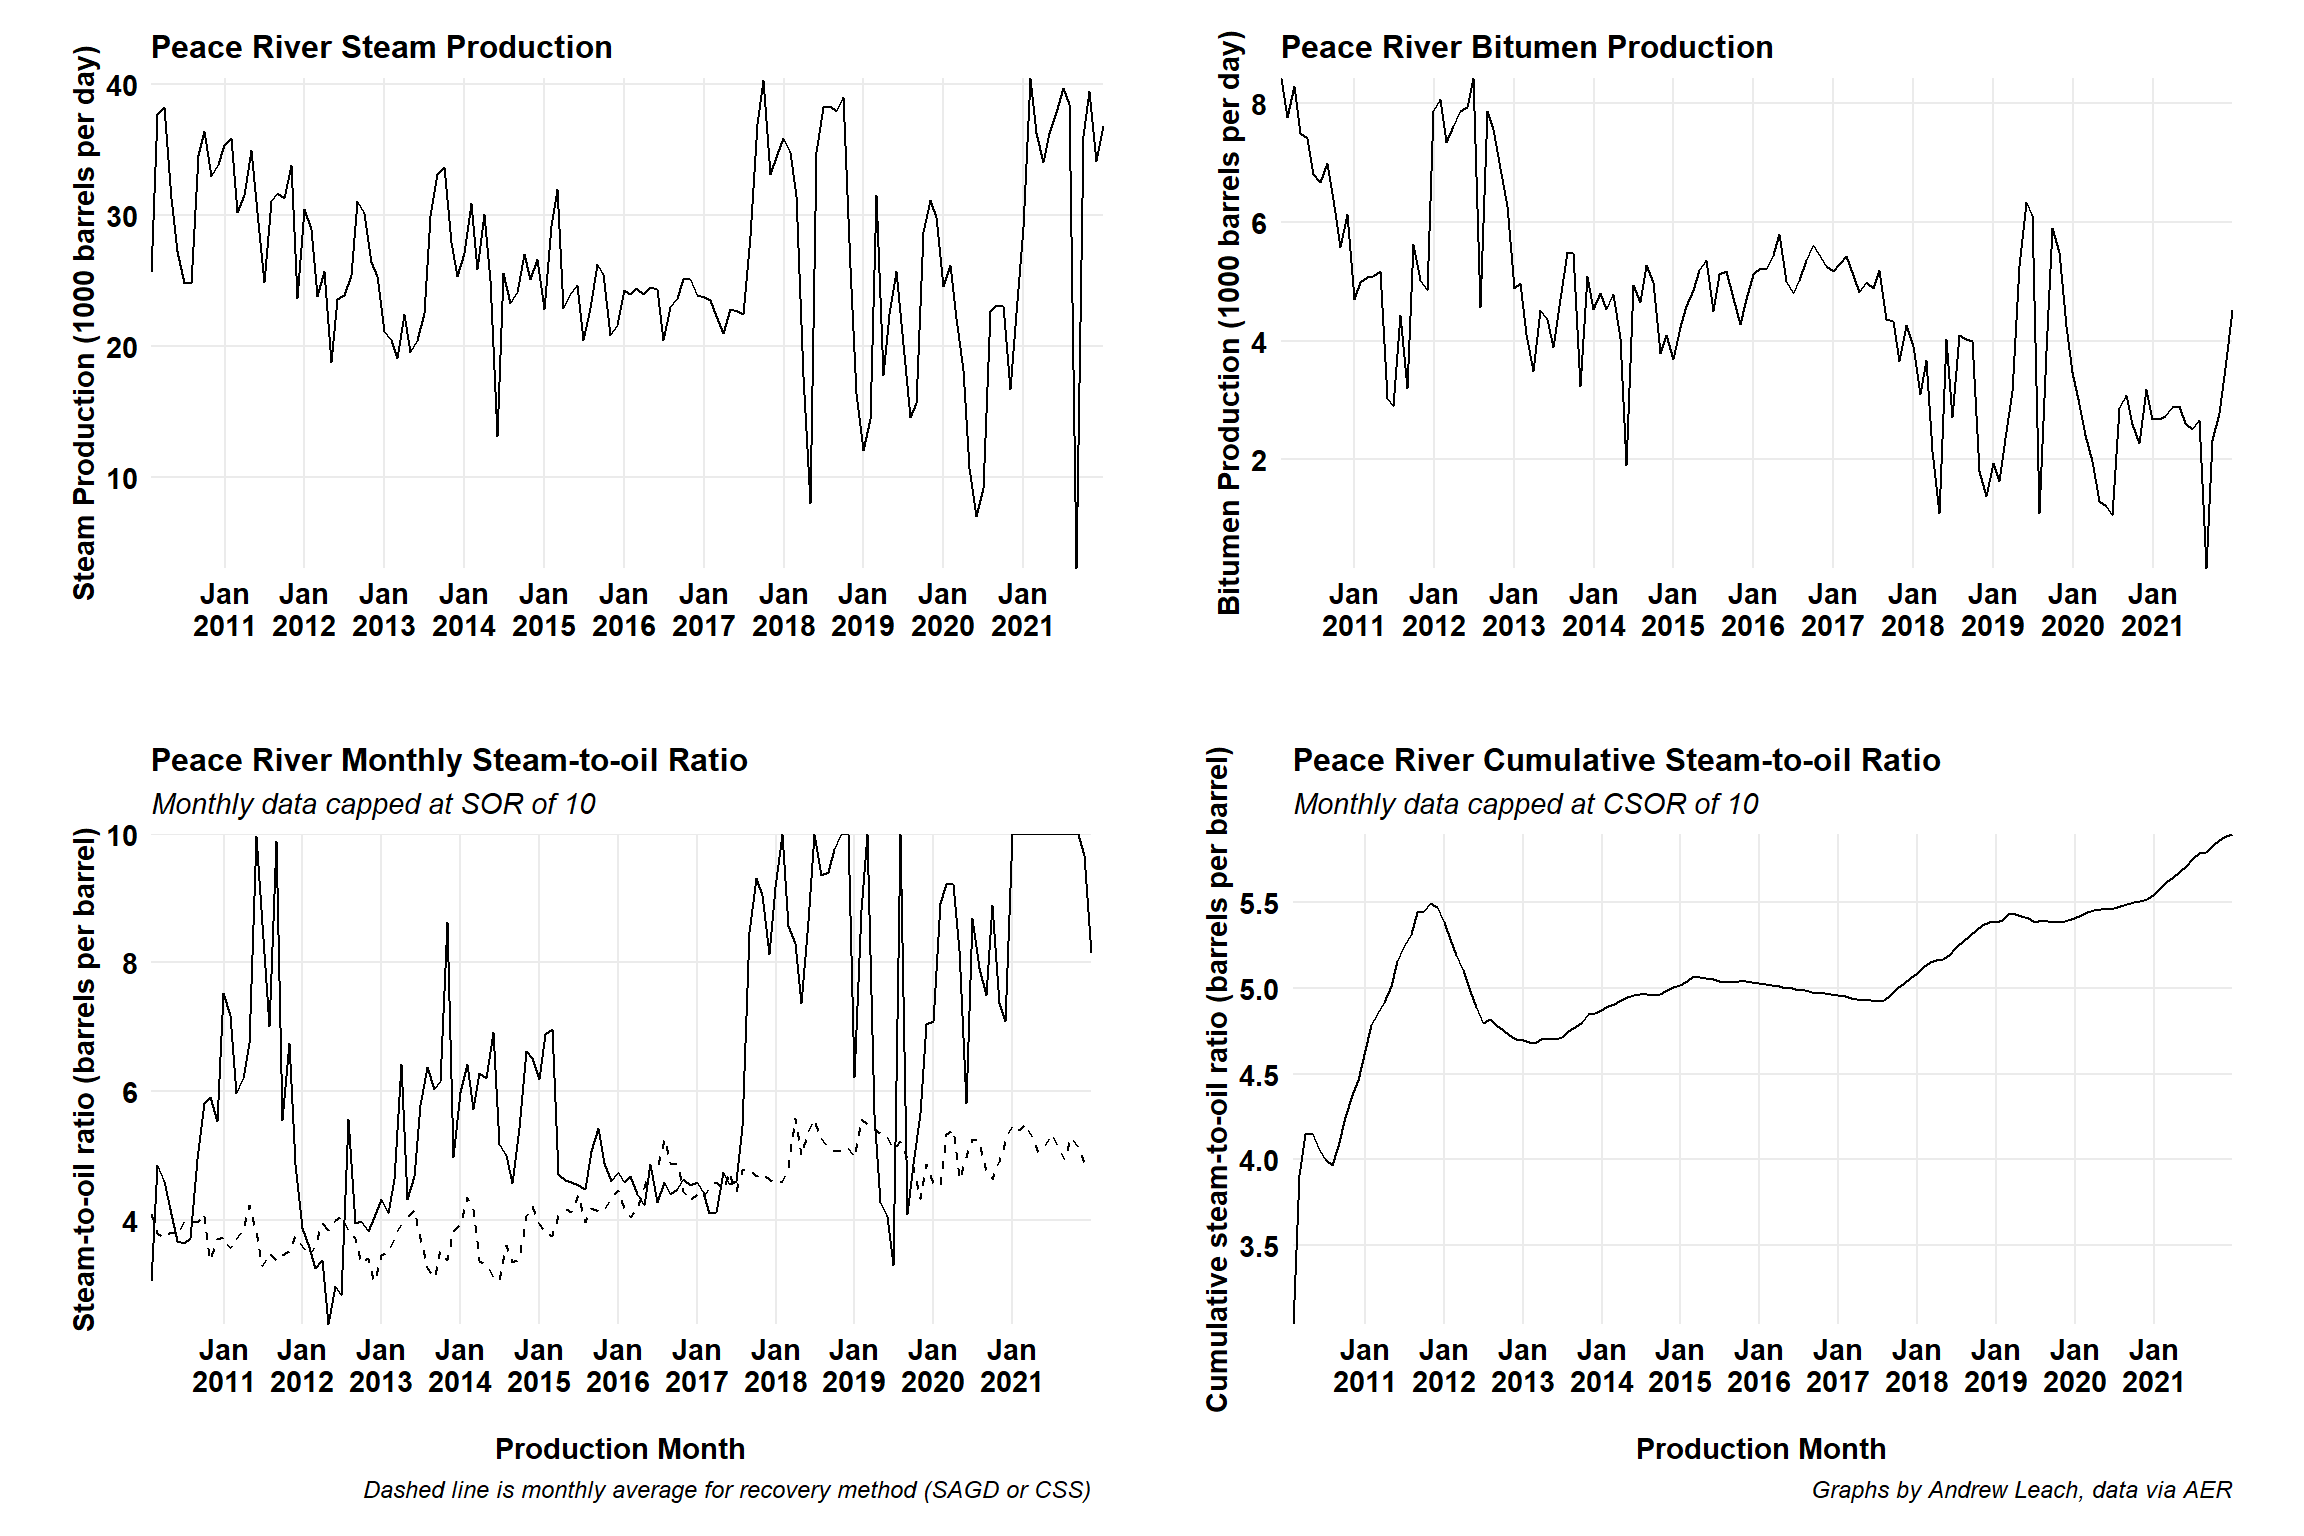 Peace River Steam Production
Steam Production (1000 barrels per day)
40
30
20
10
Jan Jan Jan Jan Jan Jan Jan Jan Jan Jan Jan
2011 2012 2013 2014 2015 2016 2017 2018 2019 2020 2021
Peace River Bitumen Production
Bitumen Production (1000 barrels per day)
8
6
4
2
Jan Jan Jan Jan Jan Jan Jan Jan Jan Jan Jan
2011 2012 2013 2014 2015 2016 2017 2018 2019 2020 2021
Peace River Monthly Steam-to-oil Ratio
Monthly data capped at SOR of 10
Steam-to-oil ratio (barrels per barrel)
10
8
6
4
Jan Jan Jan Jan Jan Jan Jan Jan Jan Jan Jan
2011 2012 2013 2014 2015 2016 2017 2018 2019 2020 2021
Production Month
Dashed line is monthly average for recovery method (SAGD or CSS)
Peace River Cumulative Steam-to-oil Ratio
Monthly data capped at CSOR of 10
Cumulative steam-to-oil ratio (barrels per barrel)
5.5
5.0
4.5
4.0
3.5
Jan Jan Jan Jan Jan Jan Jan Jan Jan Jan Jan
2011 2012 2013 2014 2015 2016 2017 2018 2019 2020 2021
Production Month
Graphs by Andrew Leach, data via AER